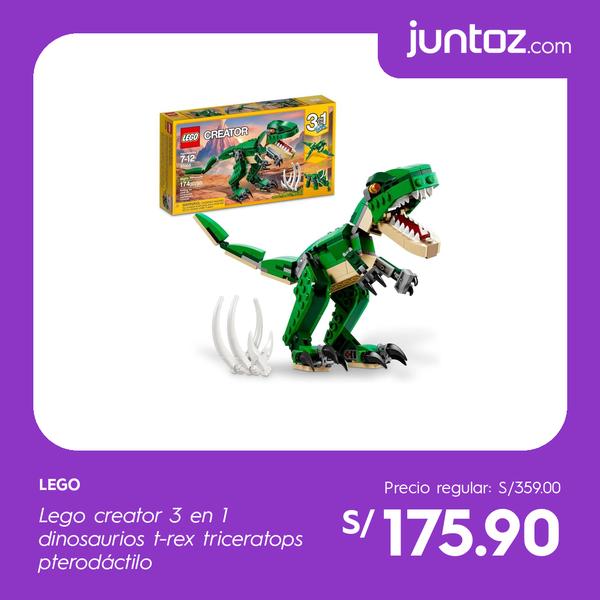 juntoz.com
LEGO
CREATOR
3in1
7-12
174
LEGO
Precio regular: S/359.00
Lego creator 3 en 1
dinosaurios t-rex triceratops
pterodáctilo
S/175.90